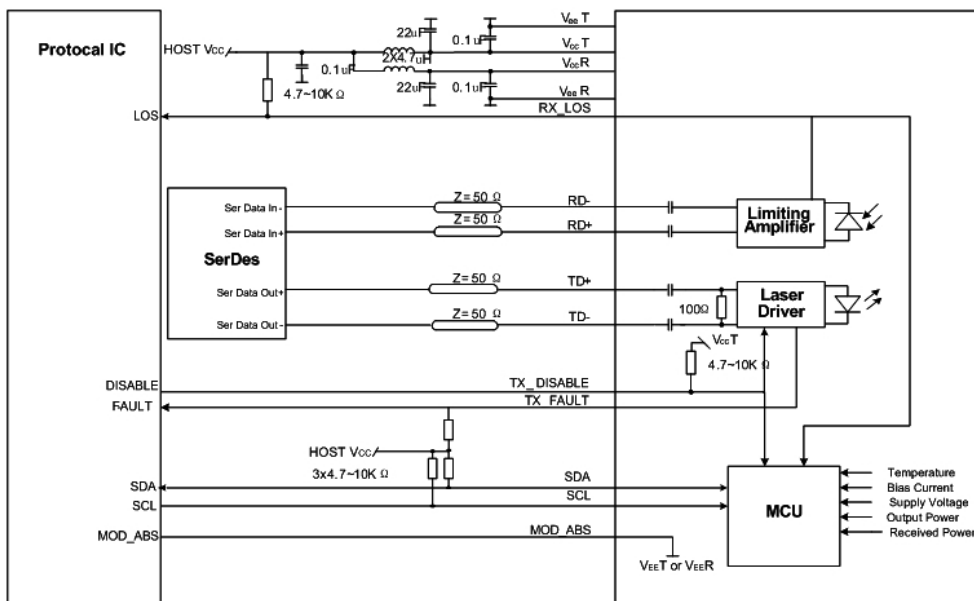 Protocal IC
HOST Vcc
22uF
0.1uF
VeeT
VccT
2X4.7uH
0.1uF
VccR
22uF
0.1uF
VeeR
4.7~10K Ω
LOS
RX_LOS
Ser Data In-
Z=50 Ω
RD-
Ser Data In+
Z=50 Ω
RD+
Limiting
Amplifier
SerDes
Ser Data Out+
Z=50 Ω
TD+
100Ω
Laser
Driver
Ser Data Out-
Z=50 Ω
TD-
VccT
4.7~10K Ω
DISABLE
TX_DISABLE
FAULT
TX_FAULT
HOST Vcc
3x4.7~10K Ω
SDA
SDA
SCL
SCL
MCU
Temperature
Bias Current
Supply Voltage
Output Power
Received Power
MOD_ABS
MOD_ABS
VEET or VEER